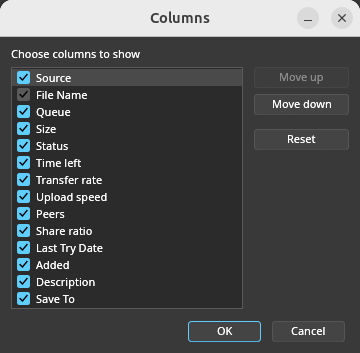 Columns
Choose columns to show
Source
File Name
Queue
Size
Status
Time left
Transfer rate
Upload speed
Peers
Share ratio
Last Try Date
Added
Description
Save To
Move up
Move down
Reset
OK
Cancel